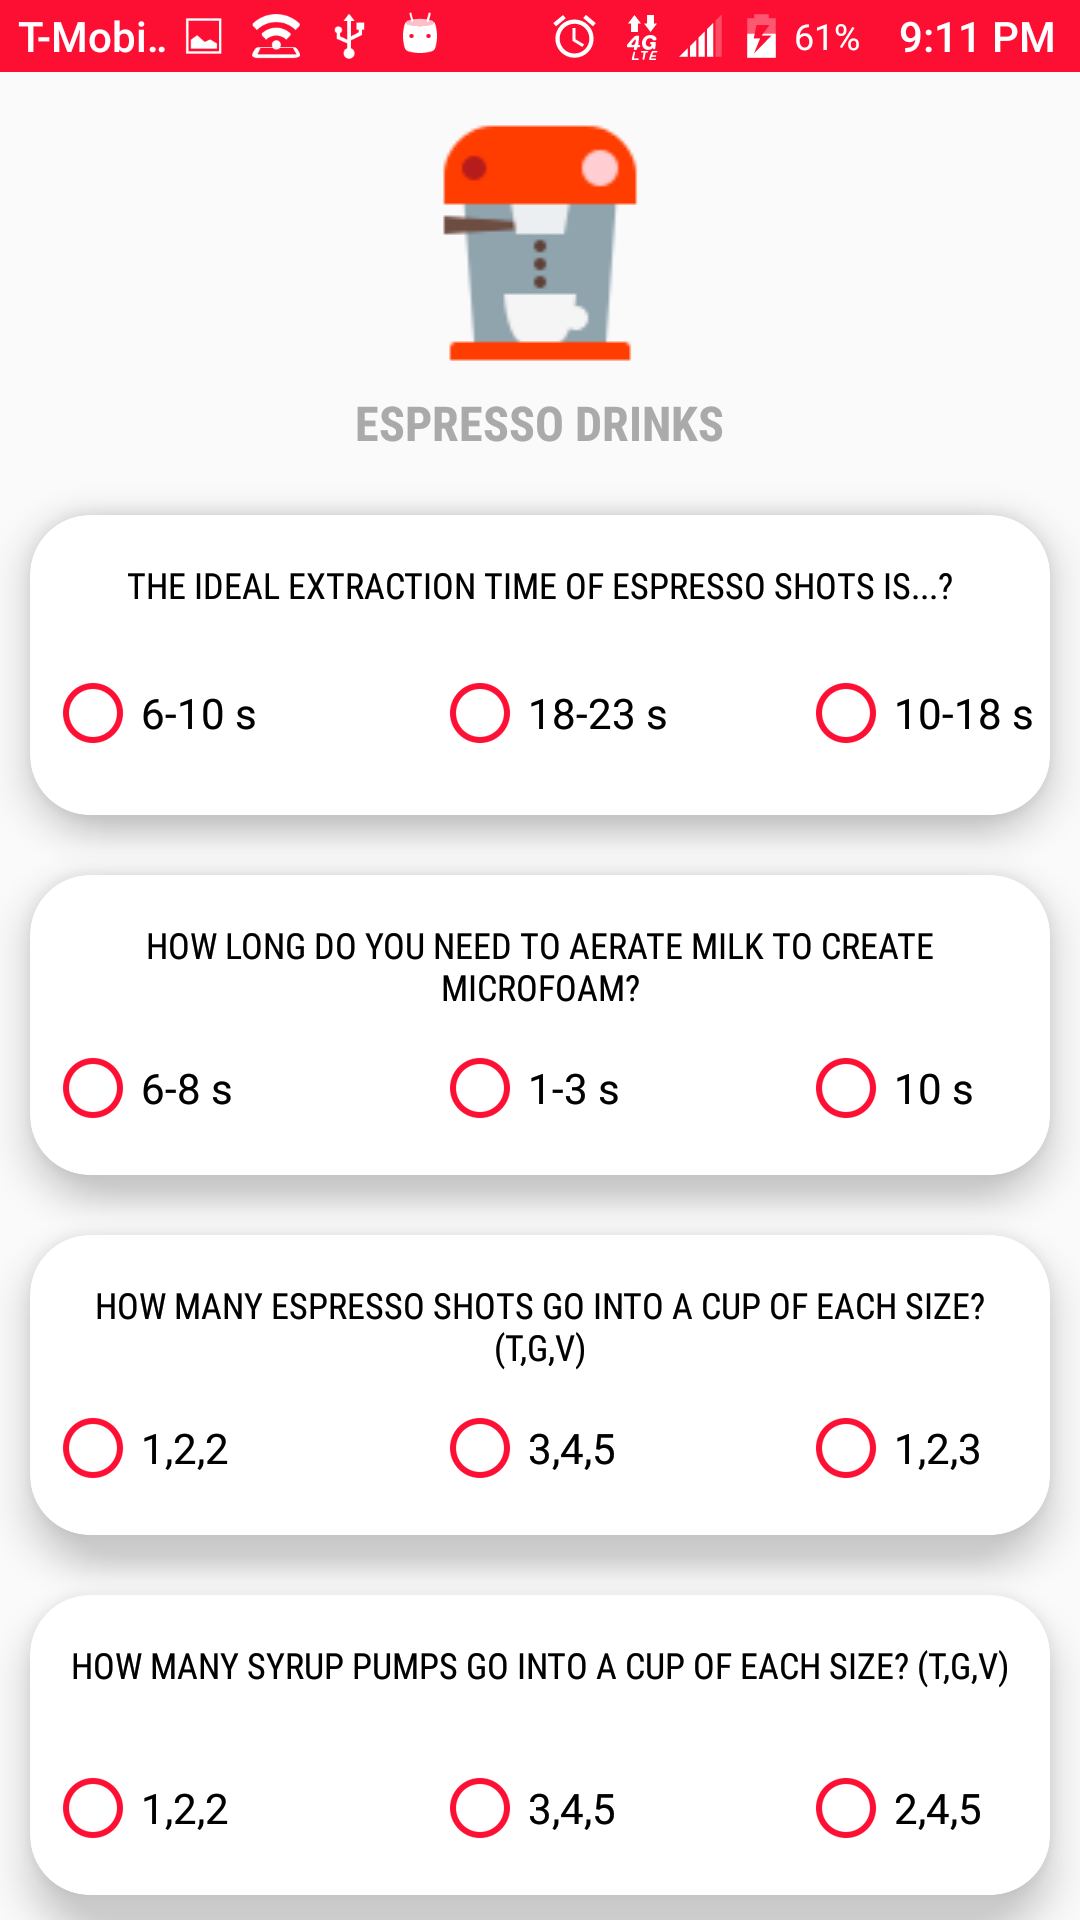 T-Mobi.. 4G LTE 61% 9:11 PM
ESPRESSO DRINKS
THE IDEAL EXTRACTION TIME OF ESPRESSO SHOTS IS...?
6-10 s 18-23 s 10-18 s
HOW LONG DO YOU NEED TO AERATE MILK TO CREATE
MICROFOAM?
6-8 s 1-3 s 10 s
HOW MANY ESPRESSO SHOTS GO INTO A CUP OF EACH SIZE?
(T,G,V)
1,2,2 3,4,5 1,2,3
HOW MANY SYRUP PUMPS GO INTO A CUP OF EACH SIZE? (T,G,V)
1,2,2 3,4,5 2,4,5